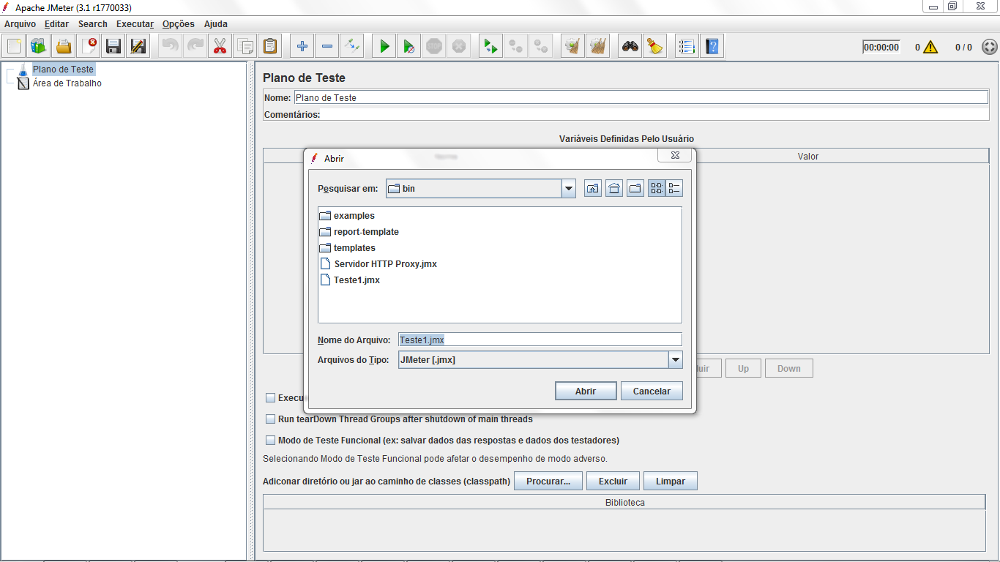 Apache JMeter (3.1 r1770033)
Arquivo Editar Search Executar Opções Ajuda
00:00:00 0 0 / 0
Plano de Teste
Área de Trabalho
Plano de Teste
Nome: Plano de Teste
Comentários:
Variáveis Definidas Pelo Usuário
Valor
Abrir
Pesquisar em: bin
examples
report-template
templates
Servidor HTTP Proxy.jmx
Teste1.jmx
Nome do Arquivo: Teste1.jmx
Arquivos do Tipo: JMeter [.jmx]
Abrir Cancelar
Up Down
Run tearDown Thread Groups after shutdown of main threads
Modo de Teste Funcional (ex: salvar dados das respostas e dados dos testadores)
Selecionando Modo de Teste Funcional pode afetar o desempenho de modo adverso.
Adiconar diretório ou jar ao caminho de classes (classpath) Procurar... Excluir Limpar
Biblioteca